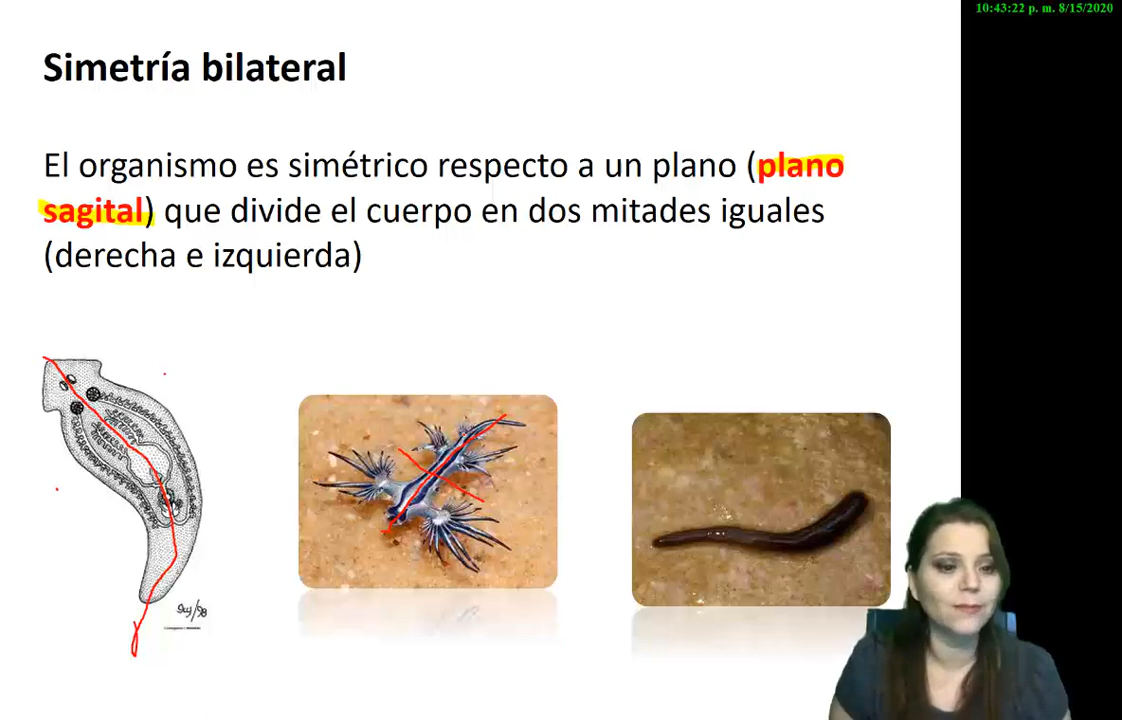 10:43:22 p. m. 8/15/2020
Simetría bilateral
El organismo es simétrico respecto a un plano (plano
sagital) que divide el cuerpo en dos mitades iguales
(derecha e izquierda)